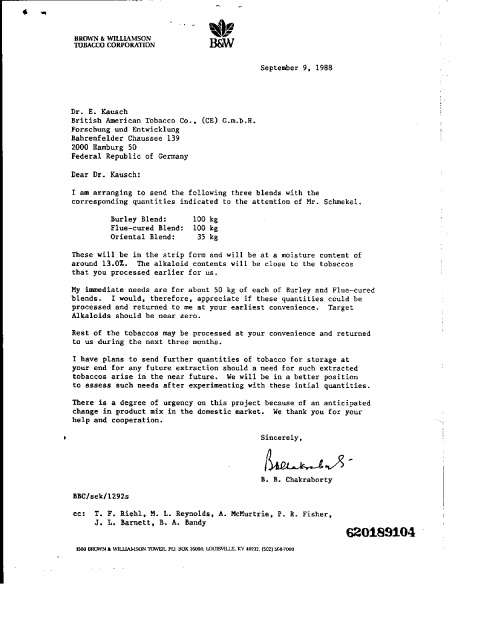 BROWN & WILLIAMSON
TOBACCO CORPORATION
B&W
September 9, 1988
Dr. E. Kausch
British American Tobacco Co., (CE) G.m.b.H.
Forschung und Entwicklung
Bahrenfelder Chaussee 139
2000 Hamburg 50
Federal Republic of Germany
Dear Dr. Kausch:
I am arranging to send the following three blends with the
corresponding quantities indicated to the attention of Mr. Schmekel.
Burley Blend: 100 kg
Flue-cured Blend: 100 kg
Oriental Blend: 35 kg
These will be in the strip form and will be at a moisture content of
around 13.0%. The alkaloid contents will be close to the tobaccos
that you processed earlier for us.
My immediate needs are for about 50 kg of each of Burley and Flue-cured
blends. I would, therefore, appreciate if these quantities could be
processed and returned to me at your earliest convenience. Target
Alkaloids should be near zero.
Rest of the tobaccos may be processed at your convenience and returned
to us during the next three months.
I have plans to send further quantities of tobacco for storage at
your end for any future extraction should a need for such extracted
tobaccos arise in the near future. We will be in a better position
to assess such needs after experimenting with these intial quantities.
There is a degree of urgency on this project because of an anticipated
change in product mix in the domestic market. We thank you for your
help and cooperation.
Sincerely,
B. B. Chakraborty
BBC/sek/1292s
cc: T. F. Riehl, M. L. Reynolds, A. McMurtrie, P. R. Fisher,
J. L. Barnett, B. A. Bandy
620189104
1500 BROWN & WILLIAMSON TOWER, P.O. BOX 35090, LOUISVILLE, KY 40232, (502) 568-7000